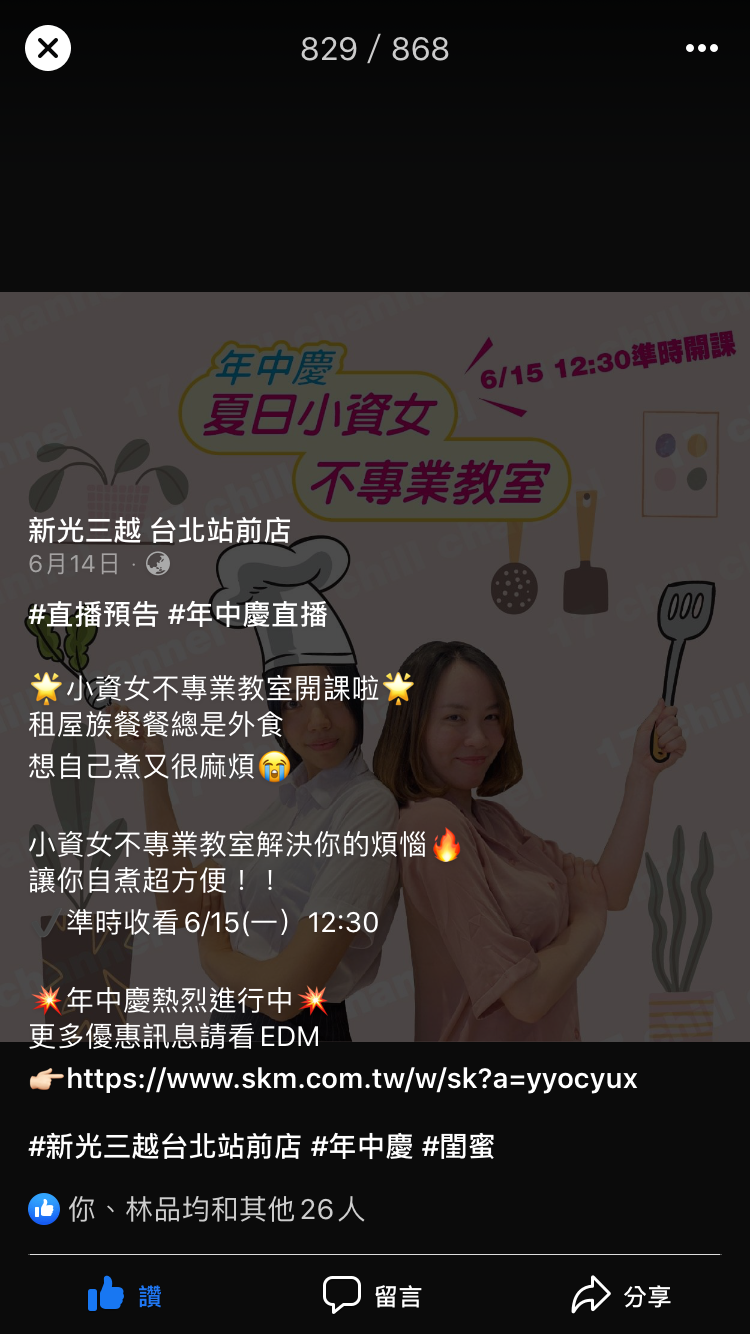 829 / 868
年中慶
夏日小資女
不專業教室
6/15 12:30準時開課
新光三越 台北站前店
6月14日 ·
#直播預告 #年中慶直播
🌟小資女不專業教室開課啦🌟
租屋族餐餐總是外食
想自己煮又很麻煩😭
小資女不專業教室解決你的煩惱🔥
讓你自煮超方便！！
✔️準時收看6/15(一）12:30
💥年中慶熱烈進行中💥
更多優惠訊息請看EDM
👉🏻https://www.skm.com.tw/w/sk?a=yyocyux
#新光三越台北站前店 #年中慶 #閨蜜
你、林品均和其他26人
讚
留言
分享